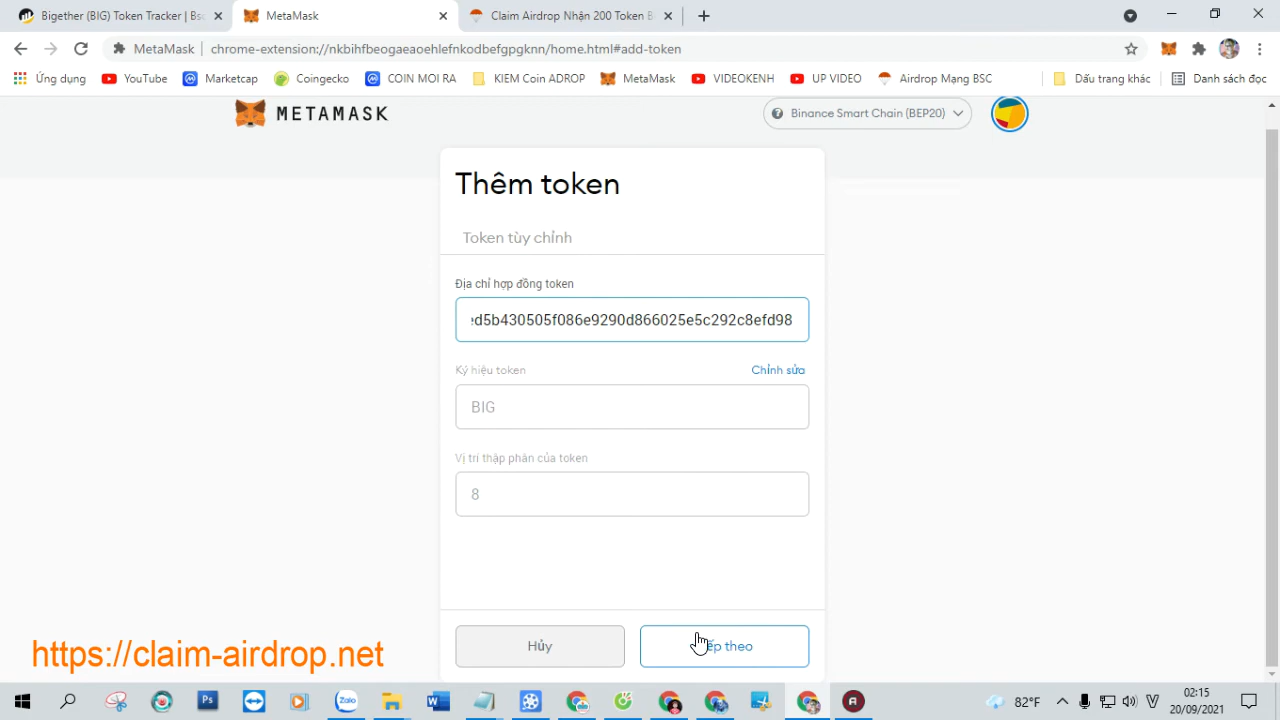 Bigether (BIG) Token Tracker | Bsc
MetaMask
Claim Airdrop Nhận 200 Token B
MetaMask
chrome-extension://nkbihfbeogaeaoehlefnkodbefgpgknn/home.html#add-token
Ứng dụng
YouTube
Marketcap
Coingecko
COIN MOI RA
KIEM Coin ADROP
MetaMask
VIDEOKENH
UP VIDEO
Airdrop Mạng BSC
Dấu trang khác
Danh sách đọc
METAMASK
Binance Smart Chain (BEP20)
Thêm token
Token tùy chỉnh
Địa chỉ hợp đồng token
ed5b430505f086e9290d866025e5c292c8efd98
Ký hiệu token
Chỉnh sửa
BIG
Vị trí thập phân của token
8
Hủy
ếp theo
https://claim-airdrop.net
Ps
Zalo
W
82°F
V
02:15
20/09/2021